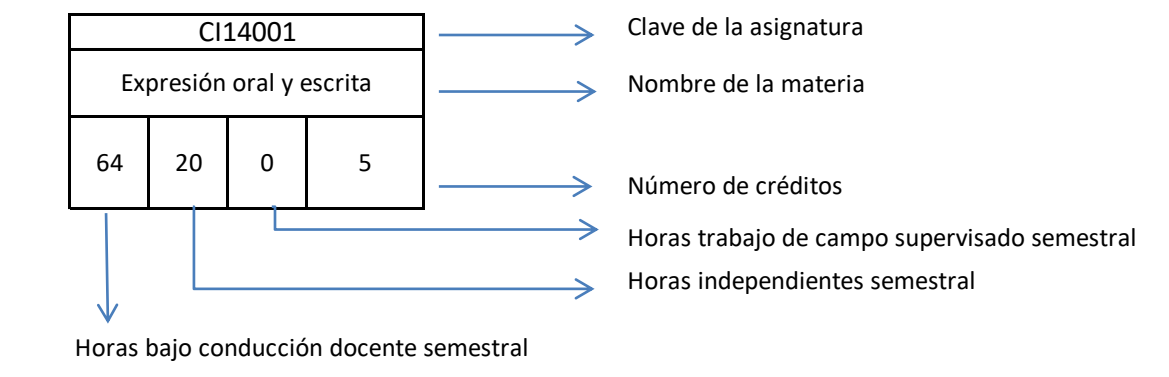 CI14001
Clave de la asignatura
Expresión oral y escrita
Nombre de la materia
64 20 0 5
Número de créditos
Horas trabajo de campo supervisado semestral
Horas independientes semestral
Horas bajo conducción docente semestral